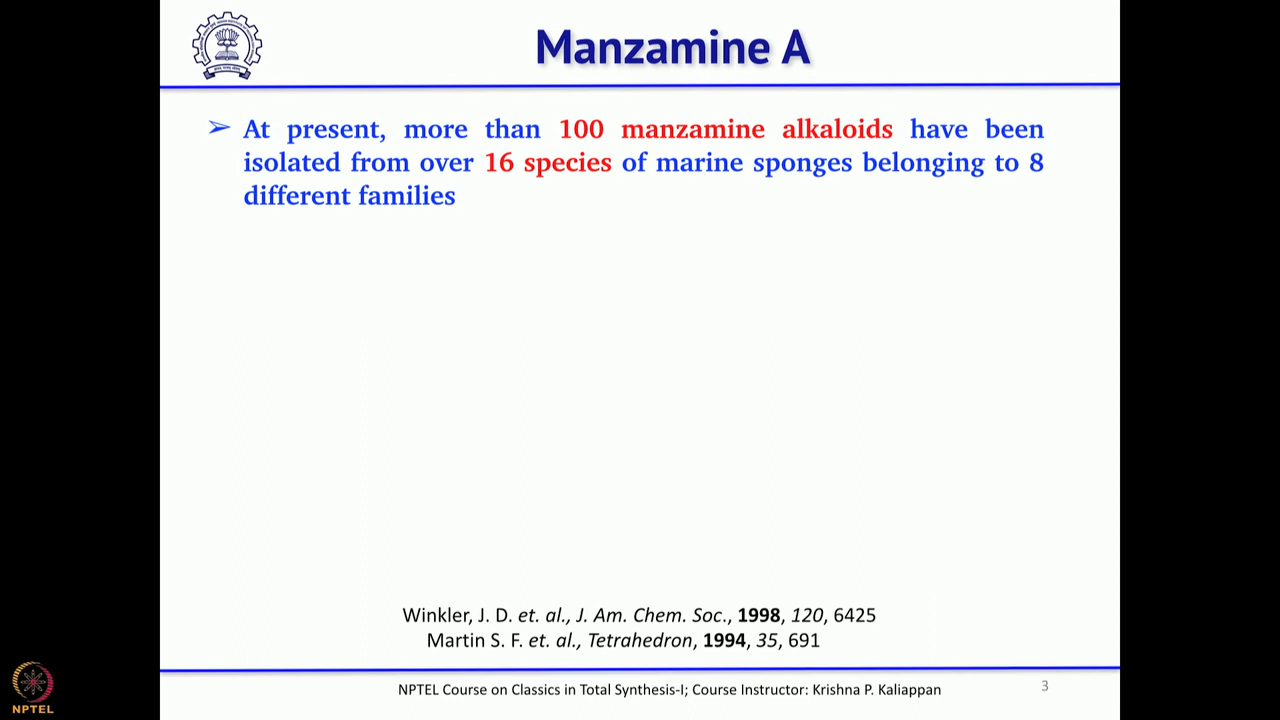 Manzamine A
➢ At present, more than 100 manzamine alkaloids have been
isolated from over 16 species of marine sponges belonging to 8
different families
Winkler, J. D. et. al., J. Am. Chem. Soc., 1998, 120, 6425
Martin S. F. et. al., Tetrahedron, 1994, 35, 691
NPTEL Course on Classics in Total Synthesis-I; Course Instructor: Krishna P. Kaliappan
3
NPTEL